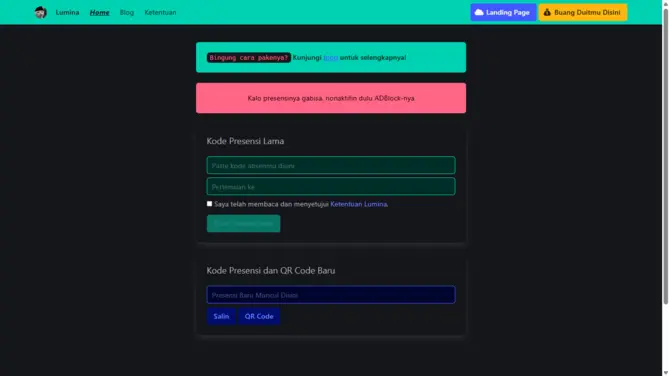 Lumina Home Blog Ketentuan Landing Page Buang Duitmu Disini
Bingung cara pakenya? Kunjungi blog untuk selengkapnya!
Kalo presensinya gabisa, nonaktifin dulu ADBlock-nya.
Kode Presensi Lama
Paste kode absenmu disini
Pertemuan ke
Saya telah membaca dan menyetujui Ketentuan Lumina.
Kode Presensi dan QR Code Baru
Presensi Baru Muncul Disini
Salin QR Code